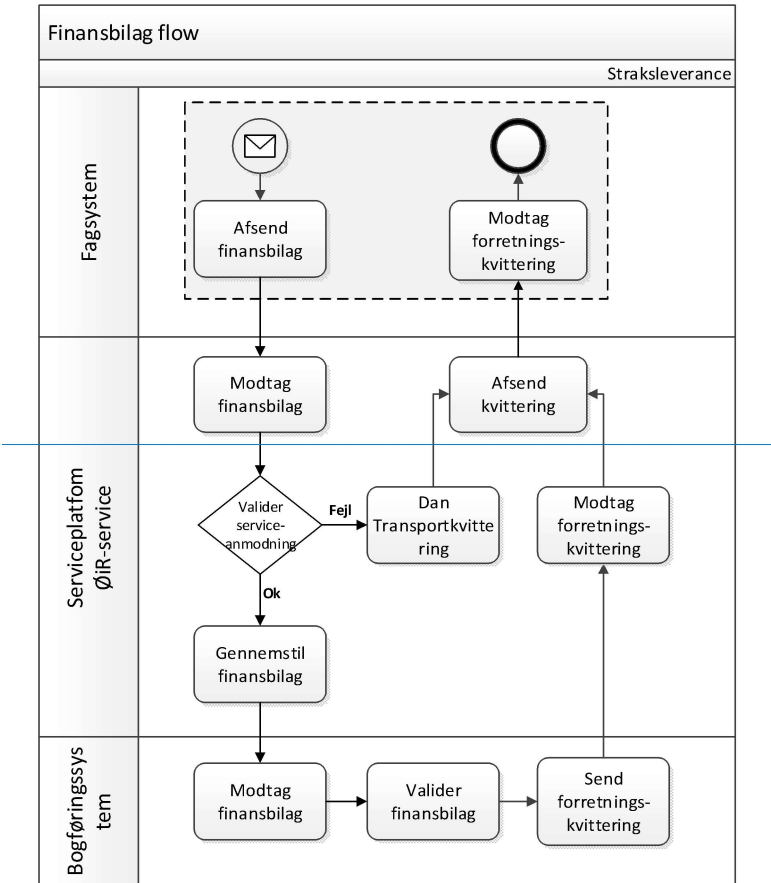 Finansbilag flow
Straksleverance
Fagsystem
Afsend
finansbilag
Modtag
forretnings-
kvittering
Serviceplatfom
ØiR-service
Modtag
finansbilag
Afsend
kvittering
Valider
service-
anmodning
Fejl
Dan
Transportkvitte
ring
Modtag
forretnings-
kvittering
Ok
Gennemstil
finansbilag
Bogføringssys
tem
Modtag
finansbilag
Valider
finansbilag
Send
forretnings-
kvittering